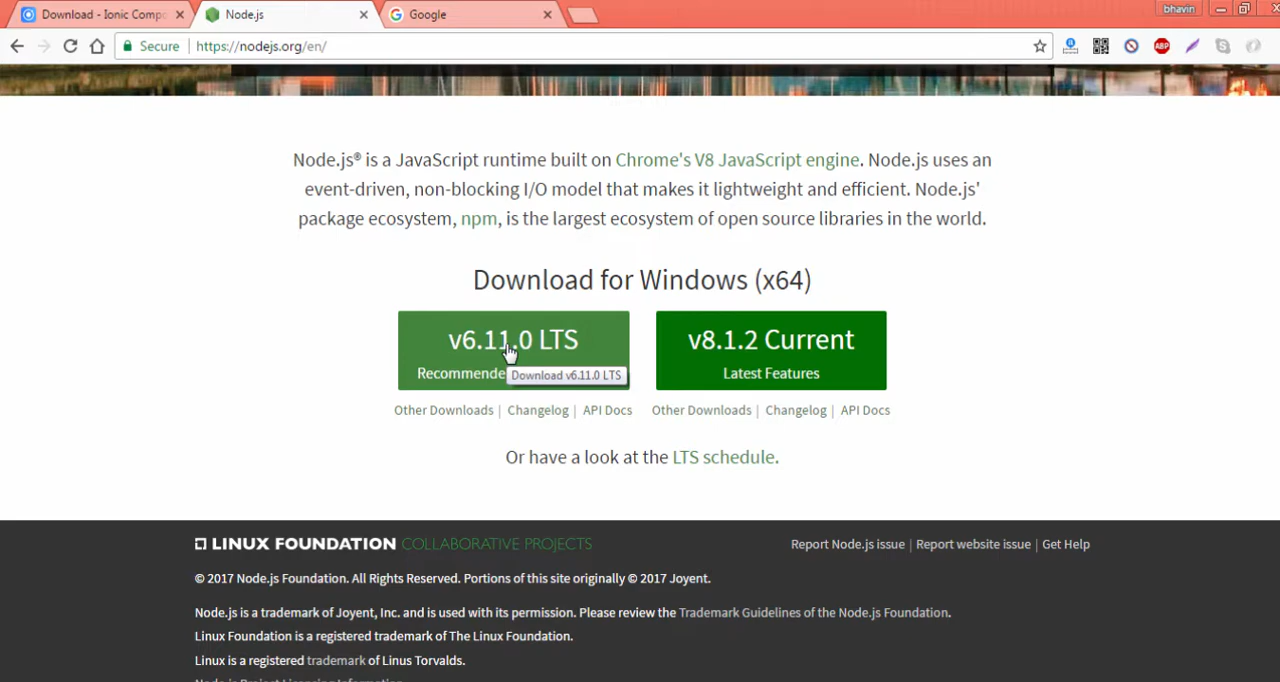 Download - Ionic Compo
Node.js
Google
bhavin
Secure
https://nodejs.org/en/
ABP
Node.js® is a JavaScript runtime built on Chrome's V8 JavaScript engine. Node.js uses an
event-driven, non-blocking I/O model that makes it lightweight and efficient. Node.js'
package ecosystem, npm, is the largest ecosystem of open source libraries in the world.
Download for Windows (x64)
v6.11.0 LTS
Recommende
Download v6.11.0 LTS
v8.1.2 Current
Latest Features
Other Downloads | Changelog | API Docs
Other Downloads | Changelog | API Docs
Or have a look at the LTS schedule.
LINUX FOUNDATION COLLABORATIVE PROJECTS
Report Node.js issue | Report website issue | Get Help
© 2017 Node.js Foundation. All Rights Reserved. Portions of this site originally © 2017 Joyent.
Node.js is a trademark of Joyent, Inc. and is used with its permission. Please review the Trademark Guidelines of the Node.js Foundation.
Linux Foundation is a registered trademark of The Linux Foundation.
Linux is a registered trademark of Linus Torvalds.
Node.js Project Licensing Information